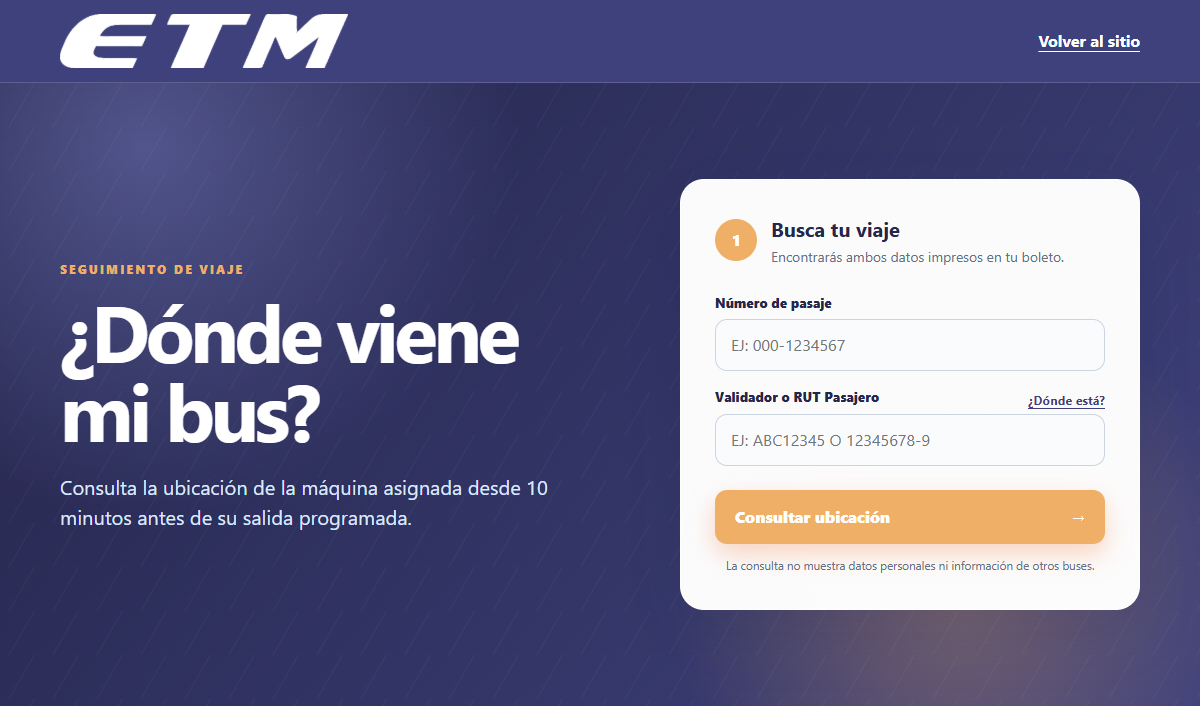 ETM
Volver al sitio
SEGUIMIENTO DE VIAJE
¿Dónde viene
mi bus?
Consulta la ubicación de la máquina asignada desde 10
minutos antes de su salida programada.
1
Busca tu viaje
Encontrarás ambos datos impresos en tu boleto.
Número de pasaje
EJ: 000-1234567
Validador o RUT Pasajero
¿Dónde está?
EJ: ABC12345 O 12345678-9
Consultar ubicación →
La consulta no muestra datos personales ni información de otros buses.